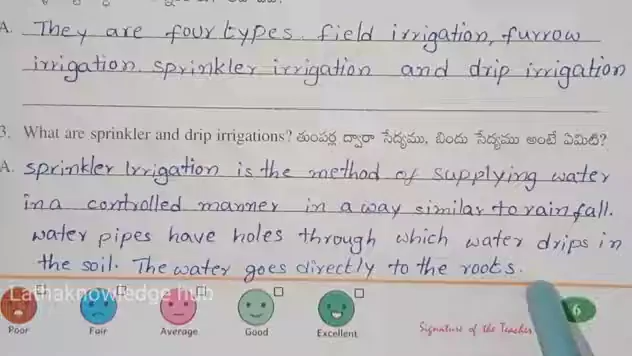 A. They are four types. field irrigation, furrow
irrigation. sprinkler irrigation and drip irrigation
3. What are sprinkler and drip irrigations? తుంపర్ల ద్వారా సేద్యము, బిందు సేద్యము అంటే ఏమిటి?
A. sprinkler Irrigation is the method of supplying water
in a controlled manner in a way similar to rainfall.
water pipes have holes through which water drips in
the soil. The water goes directly to the roots.
Lathaknowledge hub
Poor Fair Average Good Excellent
Signature of the Teacher
6